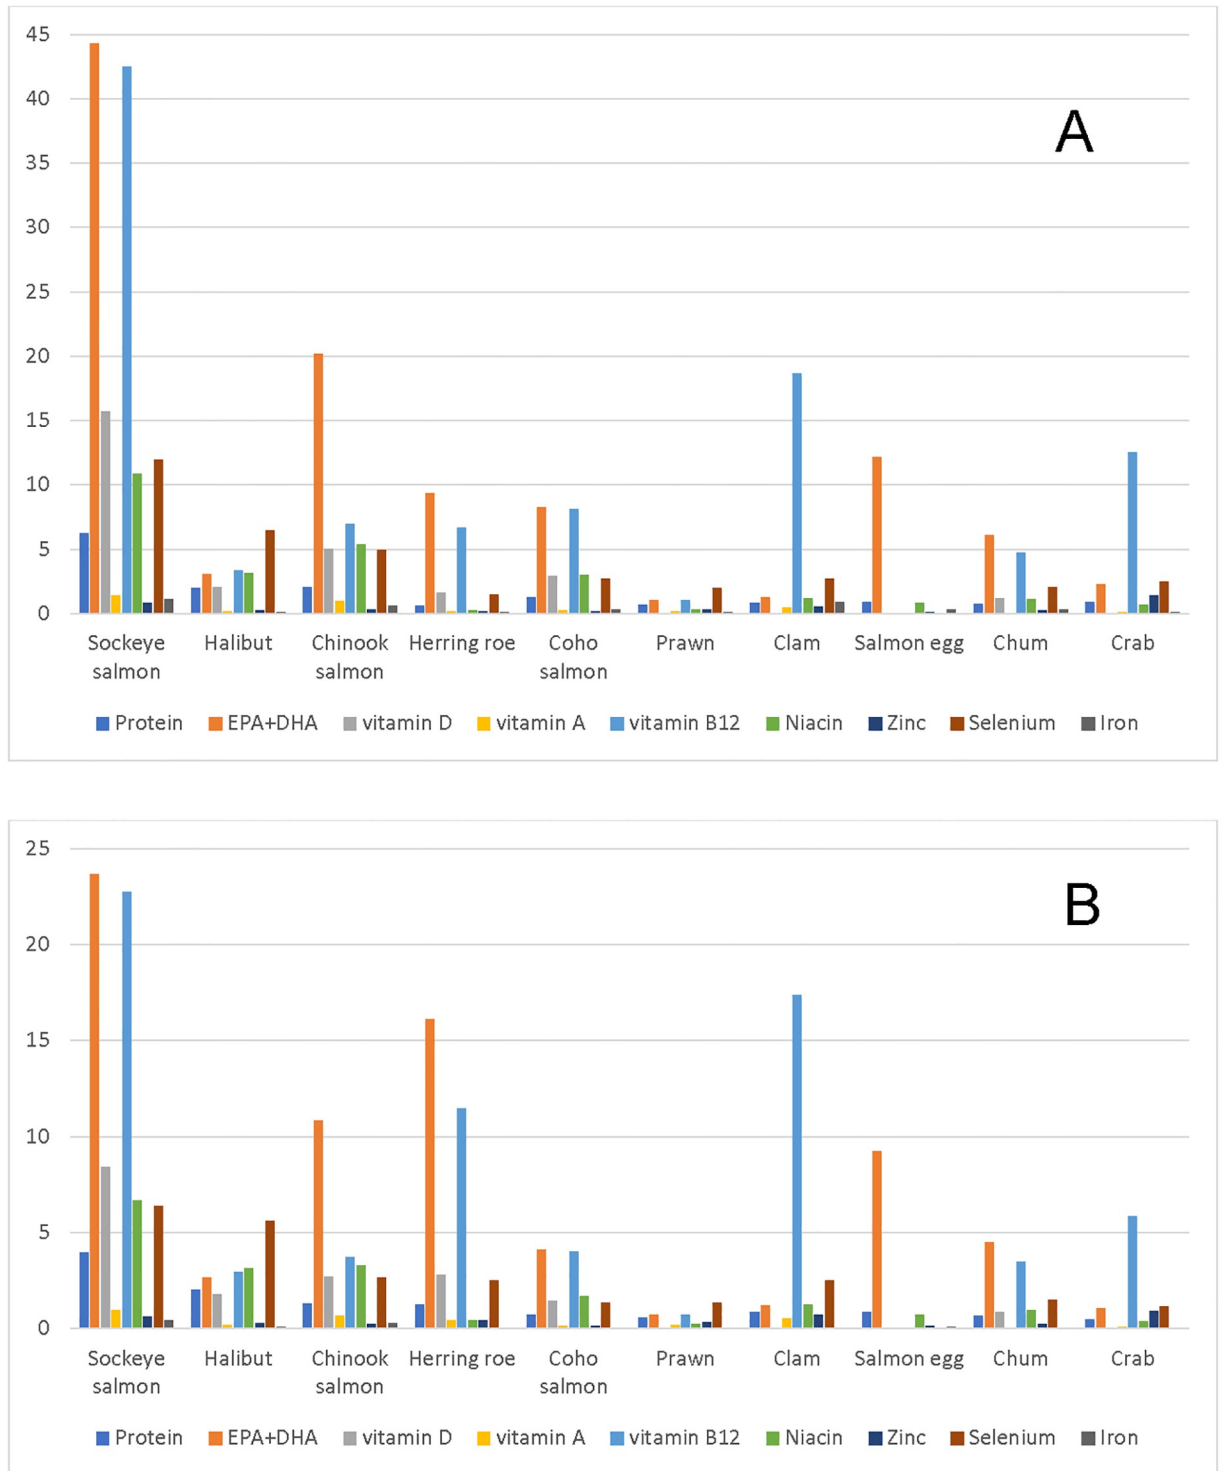 45
A
40
35
30
25
20
15
10
5
0
Sockeye salmon Halibut Chinook salmon Herring roe Coho salmon Prawn Clam Salmon egg Chum Crab
Protein EPA+DHA vitamin D vitamin A vitamin B12 Niacin Zinc Selenium Iron
25
B
20
15
10
5
0
Sockeye salmon Halibut Chinook salmon Herring roe Coho salmon Prawn Clam Salmon egg Chum Crab
Protein EPA+DHA vitamin D vitamin A vitamin B12 Niacin Zinc Selenium Iron